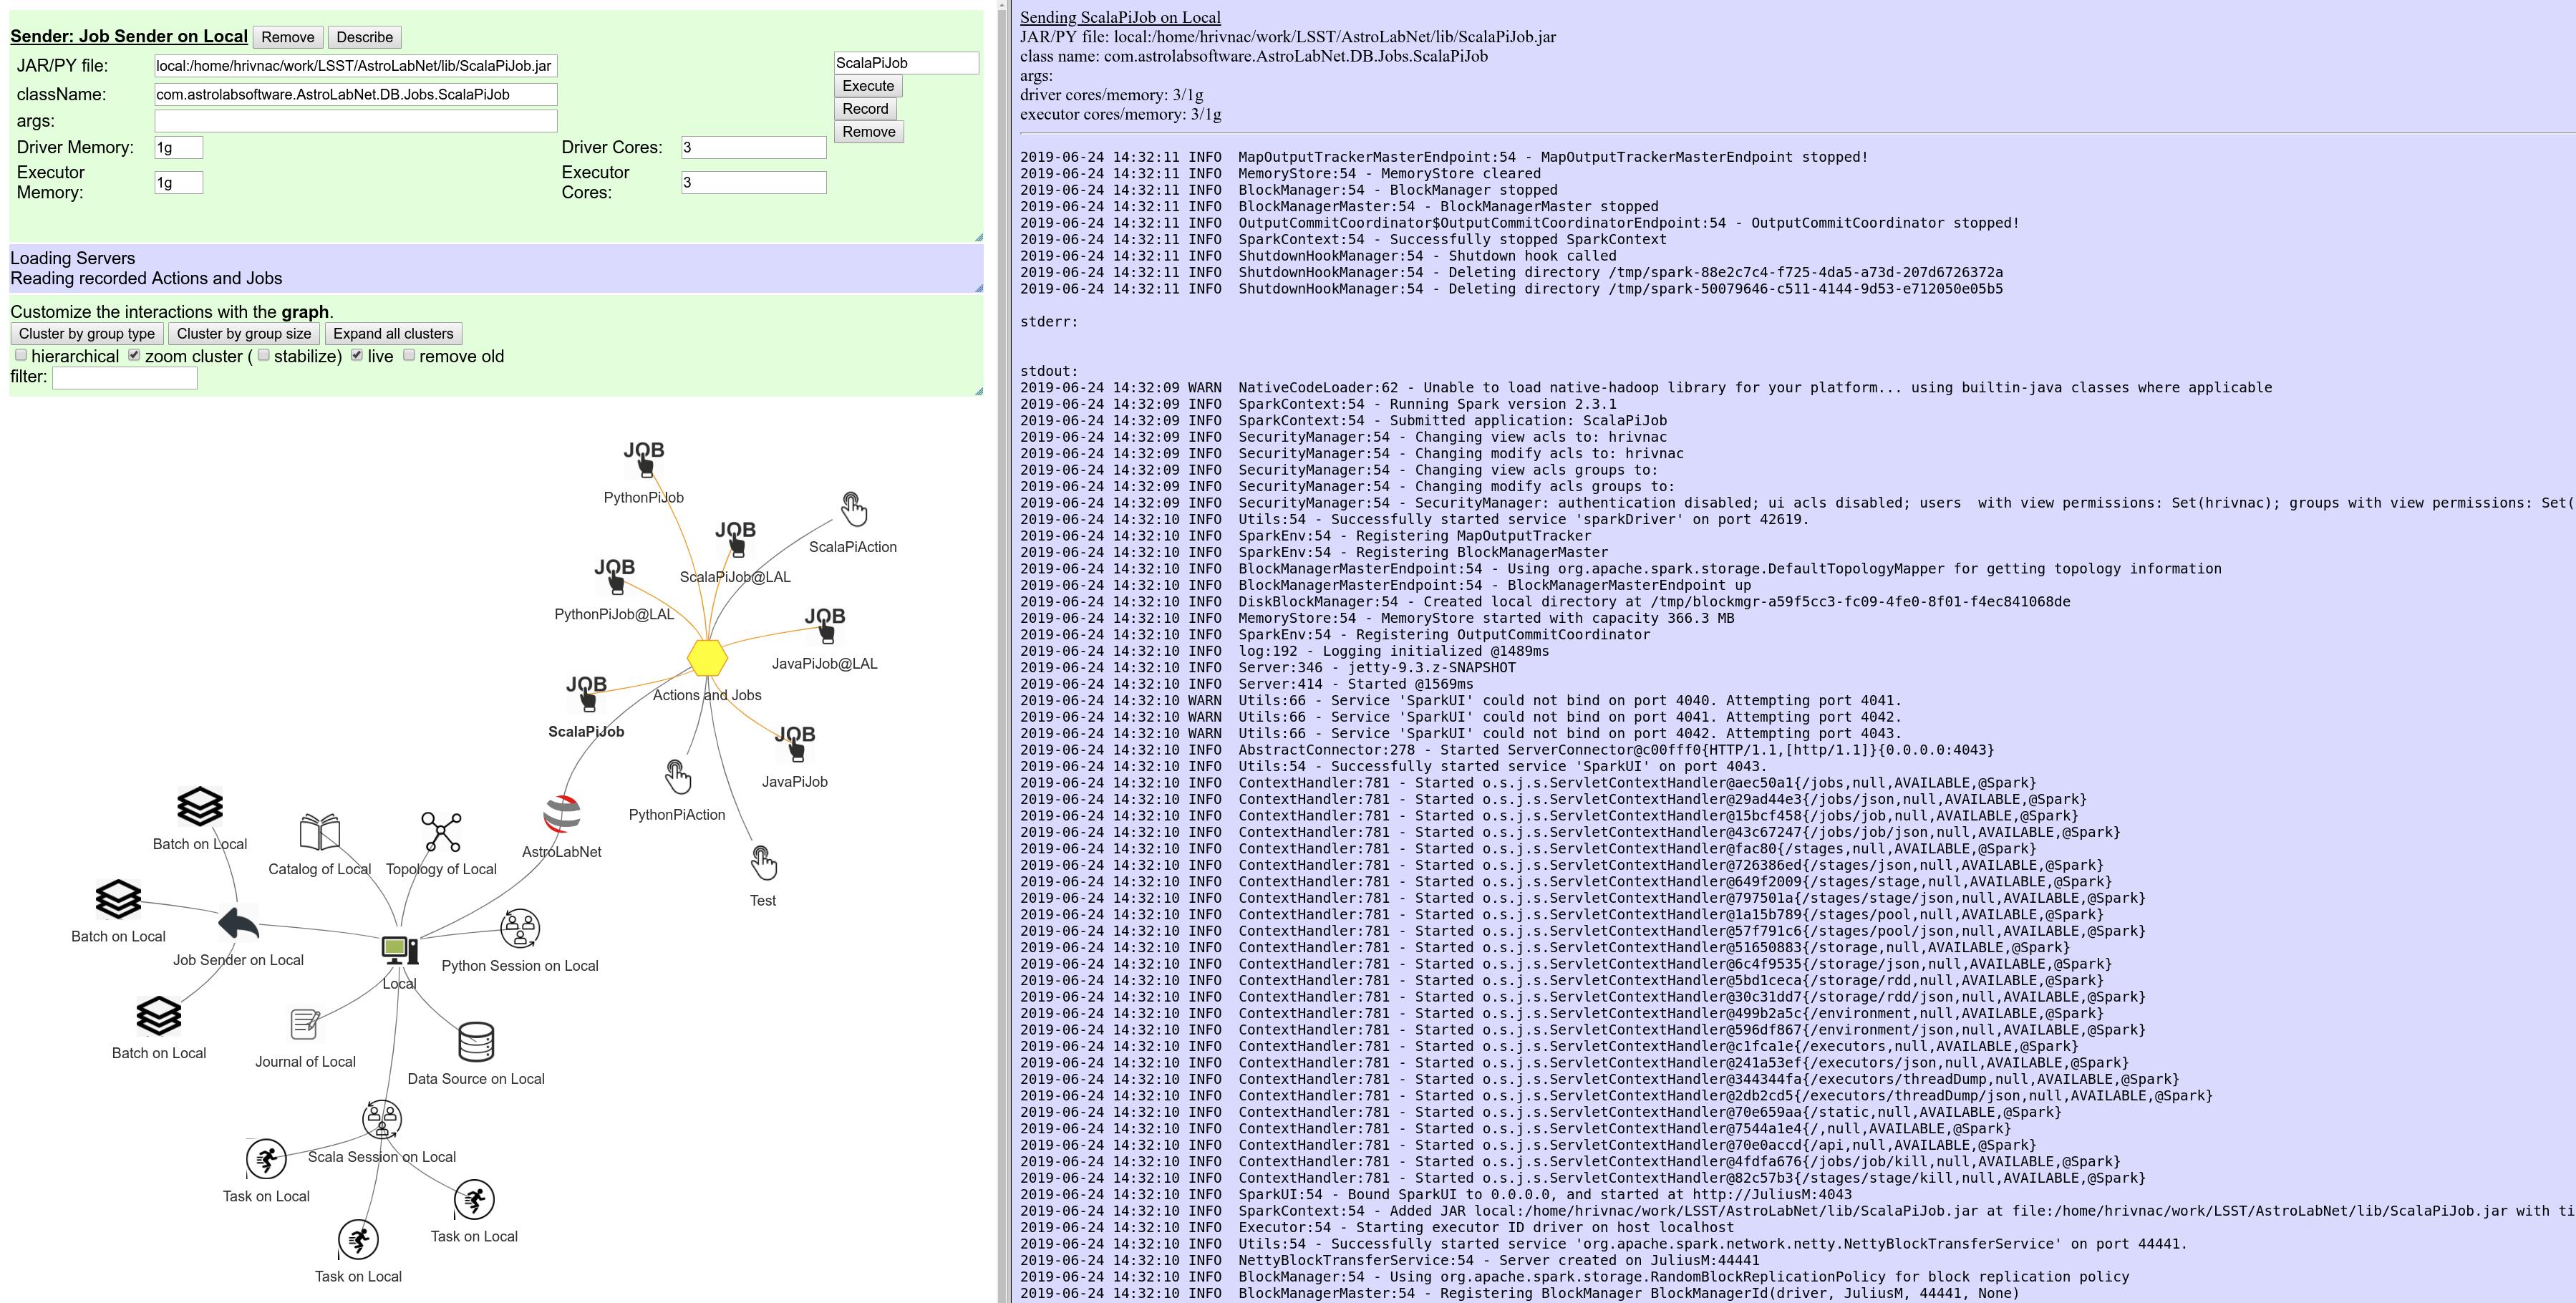 Sender: Job Sender on Local Remove Describe
JAR/PY file: local:/home/hrivnac/work/LSST/AstroLabNet/lib/ScalaPiJob.jar
className: com.astrolabsoftware.AstroLabNet.DB.Jobs.ScalaPiJob
args:
Driver Memory: 1g Driver Cores: 3
Executor Memory: 1g Executor Cores: 3
ScalaPiJob
Execute
Record
Remove
Loading Servers
Reading recorded Actions and Jobs
Customize the interactions with the graph.
Cluster by group type Cluster by group size Expand all clusters
hierarchical zoom cluster ( stabilize) live remove old
filter:
JOB
PythonPiJob
ScalaPiAction
JOB
ScalaPiJob@LAL
JOB
PythonPiJob@LAL
JOB
JavaPiJob@LAL
Actions and Jobs
JOB
ScalaPiJob
JOB
JavaPiJob
PythonPiAction
Test
AstroLabNet
Batch on Local
Catalog of Local
Topology of Local
Batch on Local
Job Sender on Local
Python Session on Local
Local
Batch on Local
Journal of Local
Data Source on Local
Scala Session on Local
Task on Local
Task on Local
Task on Local
Sending ScalaPiJob on Local
JAR/PY file: local:/home/hrivnac/work/LSST/AstroLabNet/lib/ScalaPiJob.jar
class name: com.astrolabsoftware.AstroLabNet.DB.Jobs.ScalaPiJob
args:
driver cores/memory: 3/1g
executor cores/memory: 3/1g
2019-06-24 14:32:11 INFO  MapOutputTrackerMasterEndpoint:54 - MapOutputTrackerMasterEndpoint stopped!
2019-06-24 14:32:11 INFO  MemoryStore:54 - MemoryStore cleared
2019-06-24 14:32:11 INFO  BlockManager:54 - BlockManager stopped
2019-06-24 14:32:11 INFO  BlockManagerMaster:54 - BlockManagerMaster stopped
2019-06-24 14:32:11 INFO  OutputCommitCoordinator$OutputCommitCoordinatorEndpoint:54 - OutputCommitCoordinator stopped!
2019-06-24 14:32:11 INFO  SparkContext:54 - Successfully stopped SparkContext
2019-06-24 14:32:11 INFO  ShutdownHookManager:54 - Shutdown hook called
2019-06-24 14:32:11 INFO  ShutdownHookManager:54 - Deleting directory /tmp/spark-88e2c7c4-f725-4da5-a73d-207d6726372a
2019-06-24 14:32:11 INFO  ShutdownHookManager:54 - Deleting directory /tmp/spark-50079646-c511-4144-9d53-e712050e05b5
stderr:
stdout:
2019-06-24 14:32:09 WARN  NativeCodeLoader:62 - Unable to load native-hadoop library for your platform... using builtin-java classes where applicable
2019-06-24 14:32:09 INFO  SparkContext:54 - Running Spark version 2.3.1
2019-06-24 14:32:09 INFO  SparkContext:54 - Submitted application: ScalaPiJob
2019-06-24 14:32:09 INFO  SecurityManager:54 - Changing view acls to: hrivnac
2019-06-24 14:32:09 INFO  SecurityManager:54 - Changing modify acls to: hrivnac
2019-06-24 14:32:09 INFO  SecurityManager:54 - Changing view acls groups to:
2019-06-24 14:32:09 INFO  SecurityManager:54 - Changing modify acls groups to:
2019-06-24 14:32:09 INFO  SecurityManager:54 - SecurityManager: authentication disabled; ui acls disabled; users  with view permissions: Set(hrivnac); groups with view permissions: Set(
2019-06-24 14:32:10 INFO  Utils:54 - Successfully started service 'sparkDriver' on port 42619.
2019-06-24 14:32:10 INFO  SparkEnv:54 - Registering MapOutputTracker
2019-06-24 14:32:10 INFO  SparkEnv:54 - Registering BlockManagerMaster
2019-06-24 14:32:10 INFO  BlockManagerMasterEndpoint:54 - Using org.apache.spark.storage.DefaultTopologyMapper for getting topology information
2019-06-24 14:32:10 INFO  BlockManagerMasterEndpoint:54 - BlockManagerMasterEndpoint up
2019-06-24 14:32:10 INFO  DiskBlockManager:54 - Created local directory at /tmp/blockmgr-a59f5cc3-fc09-4fe0-8f01-f4ec841068de
2019-06-24 14:32:10 INFO  MemoryStore:54 - MemoryStore started with capacity 366.3 MB
2019-06-24 14:32:10 INFO  SparkEnv:54 - Registering OutputCommitCoordinator
2019-06-24 14:32:10 INFO  log:192 - Logging initialized @1489ms
2019-06-24 14:32:10 INFO  Server:346 - jetty-9.3.z-SNAPSHOT
2019-06-24 14:32:10 INFO  Server:414 - Started @1569ms
2019-06-24 14:32:10 WARN  Utils:66 - Service 'SparkUI' could not bind on port 4040. Attempting port 4041.
2019-06-24 14:32:10 WARN  Utils:66 - Service 'SparkUI' could not bind on port 4041. Attempting port 4042.
2019-06-24 14:32:10 WARN  Utils:66 - Service 'SparkUI' could not bind on port 4042. Attempting port 4043.
2019-06-24 14:32:10 INFO  AbstractConnector:278 - Started ServerConnector@c00fff0{HTTP/1.1,[http/1.1]}{0.0.0.0:4043}
2019-06-24 14:32:10 INFO  Utils:54 - Successfully started service 'SparkUI' on port 4043.
2019-06-24 14:32:10 INFO  ContextHandler:781 - Started o.s.j.s.ServletContextHandler@aec50a1{/jobs,null,AVAILABLE,@Spark}
2019-06-24 14:32:10 INFO  ContextHandler:781 - Started o.s.j.s.ServletContextHandler@29ad44e3{/jobs/json,null,AVAILABLE,@Spark}
2019-06-24 14:32:10 INFO  ContextHandler:781 - Started o.s.j.s.ServletContextHandler@15bcf458{/jobs/job,null,AVAILABLE,@Spark}
2019-06-24 14:32:10 INFO  ContextHandler:781 - Started o.s.j.s.ServletContextHandler@43c67247{/jobs/job/json,null,AVAILABLE,@Spark}
2019-06-24 14:32:10 INFO  ContextHandler:781 - Started o.s.j.s.ServletContextHandler@fac80{/stages,null,AVAILABLE,@Spark}
2019-06-24 14:32:10 INFO  ContextHandler:781 - Started o.s.j.s.ServletContextHandler@726386ed{/stages/json,null,AVAILABLE,@Spark}
2019-06-24 14:32:10 INFO  ContextHandler:781 - Started o.s.j.s.ServletContextHandler@649f2009{/stages/stage,null,AVAILABLE,@Spark}
2019-06-24 14:32:10 INFO  ContextHandler:781 - Started o.s.j.s.ServletContextHandler@797501a{/stages/stage/json,null,AVAILABLE,@Spark}
2019-06-24 14:32:10 INFO  ContextHandler:781 - Started o.s.j.s.ServletContextHandler@1a15b789{/stages/pool,null,AVAILABLE,@Spark}
2019-06-24 14:32:10 INFO  ContextHandler:781 - Started o.s.j.s.ServletContextHandler@57f791c6{/stages/pool/json,null,AVAILABLE,@Spark}
2019-06-24 14:32:10 INFO  ContextHandler:781 - Started o.s.j.s.ServletContextHandler@51650883{/storage,null,AVAILABLE,@Spark}
2019-06-24 14:32:10 INFO  ContextHandler:781 - Started o.s.j.s.ServletContextHandler@6c4f9535{/storage/json,null,AVAILABLE,@Spark}
2019-06-24 14:32:10 INFO  ContextHandler:781 - Started o.s.j.s.ServletContextHandler@5bd1ceca{/storage/rdd,null,AVAILABLE,@Spark}
2019-06-24 14:32:10 INFO  ContextHandler:781 - Started o.s.j.s.ServletContextHandler@30c31dd7{/storage/rdd/json,null,AVAILABLE,@Spark}
2019-06-24 14:32:10 INFO  ContextHandler:781 - Started o.s.j.s.ServletContextHandler@499b2a5c{/environment,null,AVAILABLE,@Spark}
2019-06-24 14:32:10 INFO  ContextHandler:781 - Started o.s.j.s.ServletContextHandler@596df867{/environment/json,null,AVAILABLE,@Spark}
2019-06-24 14:32:10 INFO  ContextHandler:781 - Started o.s.j.s.ServletContextHandler@c1fca1e{/executors,null,AVAILABLE,@Spark}
2019-06-24 14:32:10 INFO  ContextHandler:781 - Started o.s.j.s.ServletContextHandler@241a53ef{/executors/json,null,AVAILABLE,@Spark}
2019-06-24 14:32:10 INFO  ContextHandler:781 - Started o.s.j.s.ServletContextHandler@344344fa{/executors/threadDump,null,AVAILABLE,@Spark}
2019-06-24 14:32:10 INFO  ContextHandler:781 - Started o.s.j.s.ServletContextHandler@2db2cd5{/executors/threadDump/json,null,AVAILABLE,@Spark}
2019-06-24 14:32:10 INFO  ContextHandler:781 - Started o.s.j.s.ServletContextHandler@70e659aa{/static,null,AVAILABLE,@Spark}
2019-06-24 14:32:10 INFO  ContextHandler:781 - Started o.s.j.s.ServletContextHandler@7544a1e4{/,null,AVAILABLE,@Spark}
2019-06-24 14:32:10 INFO  ContextHandler:781 - Started o.s.j.s.ServletContextHandler@70e0accd{/api,null,AVAILABLE,@Spark}
2019-06-24 14:32:10 INFO  ContextHandler:781 - Started o.s.j.s.ServletContextHandler@4fdfa676{/jobs/job/kill,null,AVAILABLE,@Spark}
2019-06-24 14:32:10 INFO  ContextHandler:781 - Started o.s.j.s.ServletContextHandler@82c57b3{/stages/stage/kill,null,AVAILABLE,@Spark}
2019-06-24 14:32:10 INFO  SparkUI:54 - Bound SparkUI to 0.0.0.0, and started at http://JuliusM:4043
2019-06-24 14:32:10 INFO  SparkContext:54 - Added JAR local:/home/hrivnac/work/LSST/AstroLabNet/lib/ScalaPiJob.jar at file:/home/hrivnac/work/LSST/AstroLabNet/lib/ScalaPiJob.jar with ti
2019-06-24 14:32:10 INFO  Executor:54 - Starting executor ID driver on host localhost
2019-06-24 14:32:10 INFO  Utils:54 - Successfully started service 'org.apache.spark.network.netty.NettyBlockTransferService' on port 44441.
2019-06-24 14:32:10 INFO  NettyBlockTransferService:54 - Server created on JuliusM:44441
2019-06-24 14:32:10 INFO  BlockManager:54 - Using org.apache.spark.storage.RandomBlockReplicationPolicy for block replication policy
2019-06-24 14:32:10 INFO  BlockManagerMaster:54 - Registering BlockManager BlockManagerId(driver, JuliusM, 44441, None)